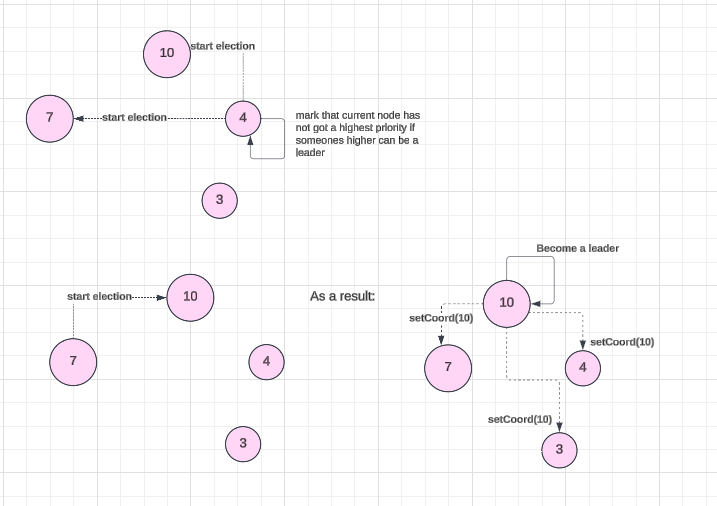 10
start election
7
start election
4
mark that current node has
not got a highest priority if
someones higher can be a
leader
3
start election
10
7
4
3
As a result:
Become a leader
10
setCoord(10)
setCoord(10)
7
4
setCoord(10)
3